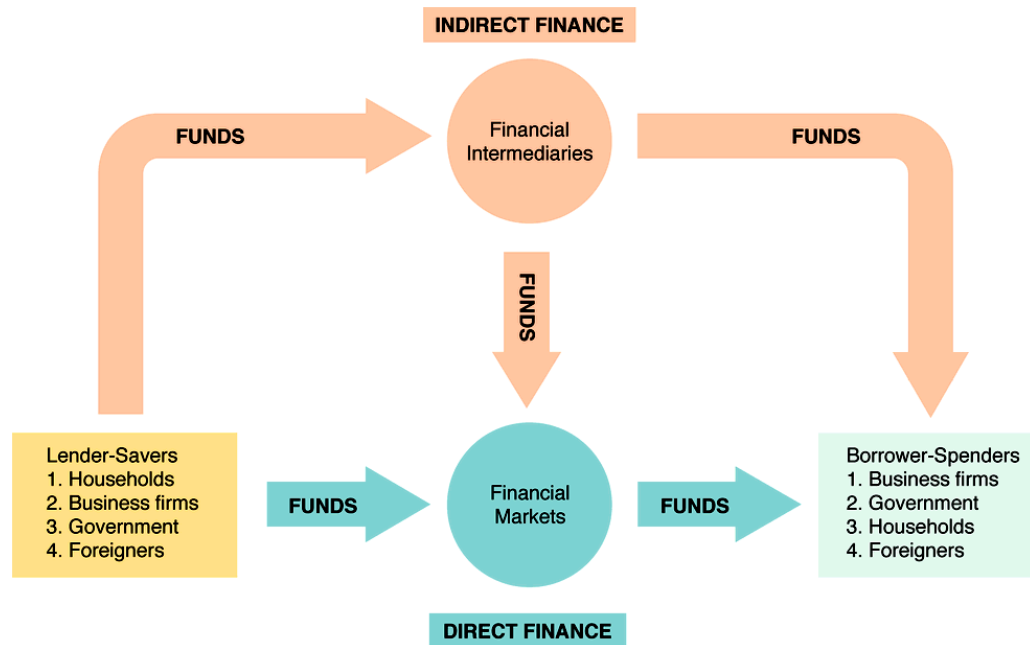 INDIRECT FINANCE
Financial
Intermediaries
FUNDS
FUNDS
FUNDS
Lender-Savers
1. Households
2. Business firms
3. Government
4. Foreigners
FUNDS
Financial
Markets
FUNDS
Borrower-Spenders
1. Business firms
2. Government
3. Households
4. Foreigners
DIRECT FINANCE